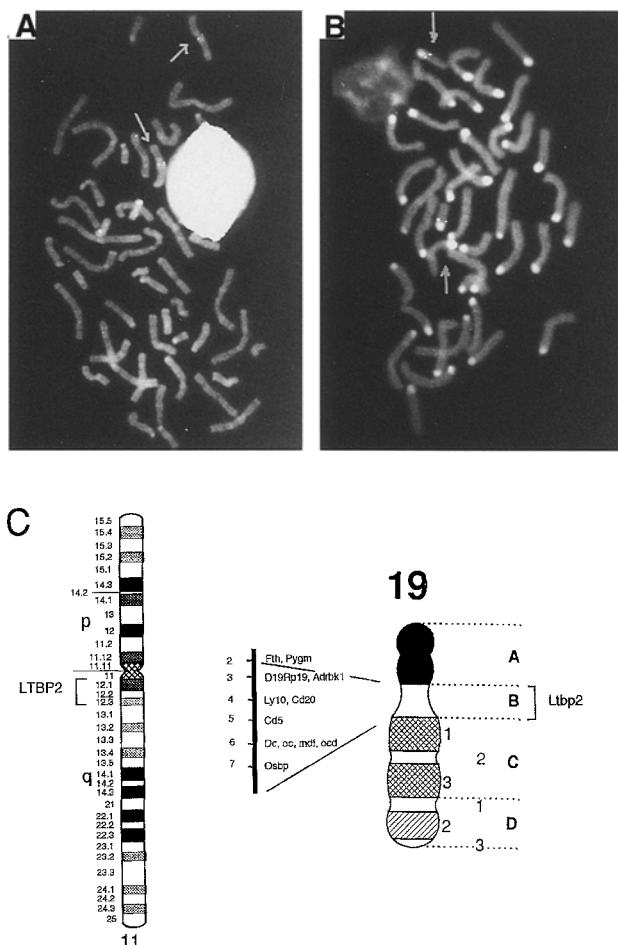 A
B
C
15.5
15.4
15.3
15.2
15.1
14.3
14.2
14.1
13
12
11.2
11.12
11.11
11
12.1
12.2
12.3
13.1
13.2
13.3
13.4
13.5
14.1
14.2
14.3
21
22.1
22.2
22.3
23.1
23.2
23.3
24.1
24.2
24.3
25
p
q
LTBP2
11
2 Fth, Pygm
3 D19Rp19, Adrbk1
4 Ly10, Cd20
5 Cd5
6 Dc, oc, mdf, ocd
7 Osbp
19
A
B
Ltbp2
1
2
C
3
1
D
2
3